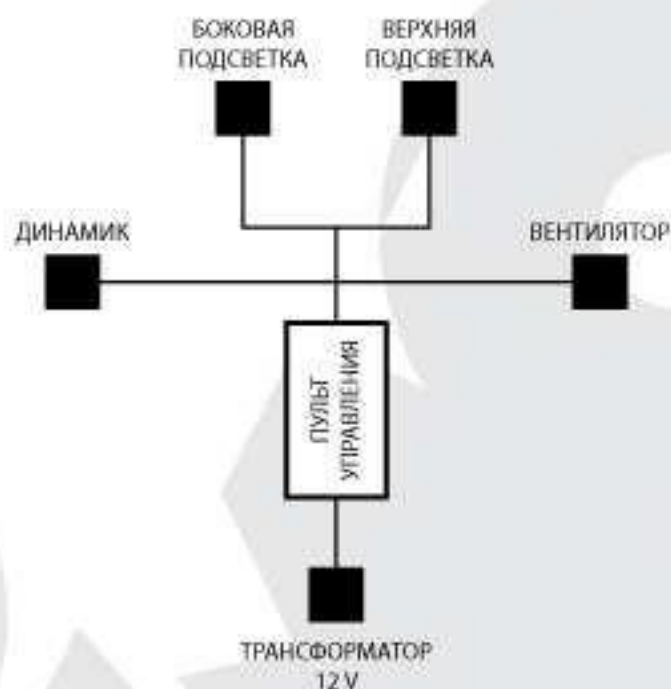 БОКОВАЯ
ПОДСВЕТКА
ВЕРХНЯЯ
ПОДСВЕТКА
ДИНАМИК
ВЕНТИЛЯТОР
ПУЛЬТ
УПРАВЛЕНИЯ
ТРАНСФОРМАТОР
12 V